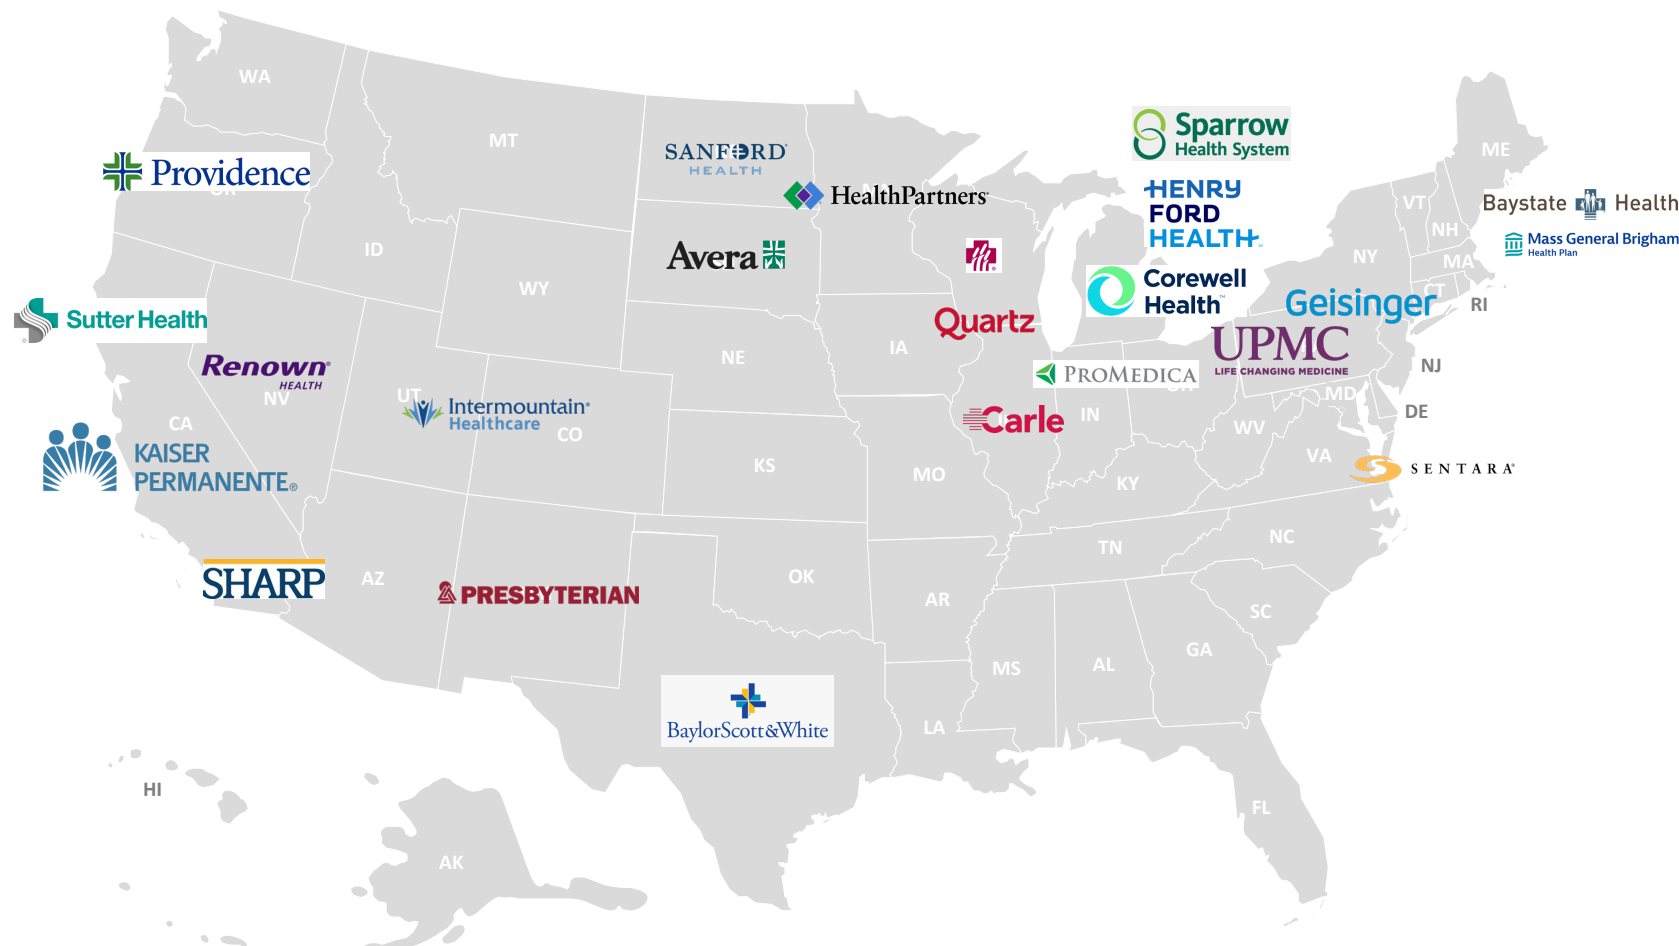 WA
MT
ME
Sparrow
Health System
SANFORD®
HEALTH
Providence
HENRY
FORD
HEALTH™
HealthPartners®
VT
Baystate Health
NH
Mass General Brigham
Health Plan
ID
Avera
NY
MA
WY
Corewell
Health™
CT
Geisinger
RI
Sutter Health
Quartz
UPMC
LIFE CHANGING MEDICINE
Renown®
HEALTH
NE
IA
PROMEDICA
NJ
NV
UT
MD
DE
Intermountain®
Healthcare
Carle
IN
CA
CO
WV
KAISER
PERMANENTE®
KS
MO
KY
VA
SENTARA®
NC
TN
SHARP
AZ
PRESBYTERIAN
OK
AR
SC
MS
AL
GA
BaylorScott&White
LA
HI
FL
AK